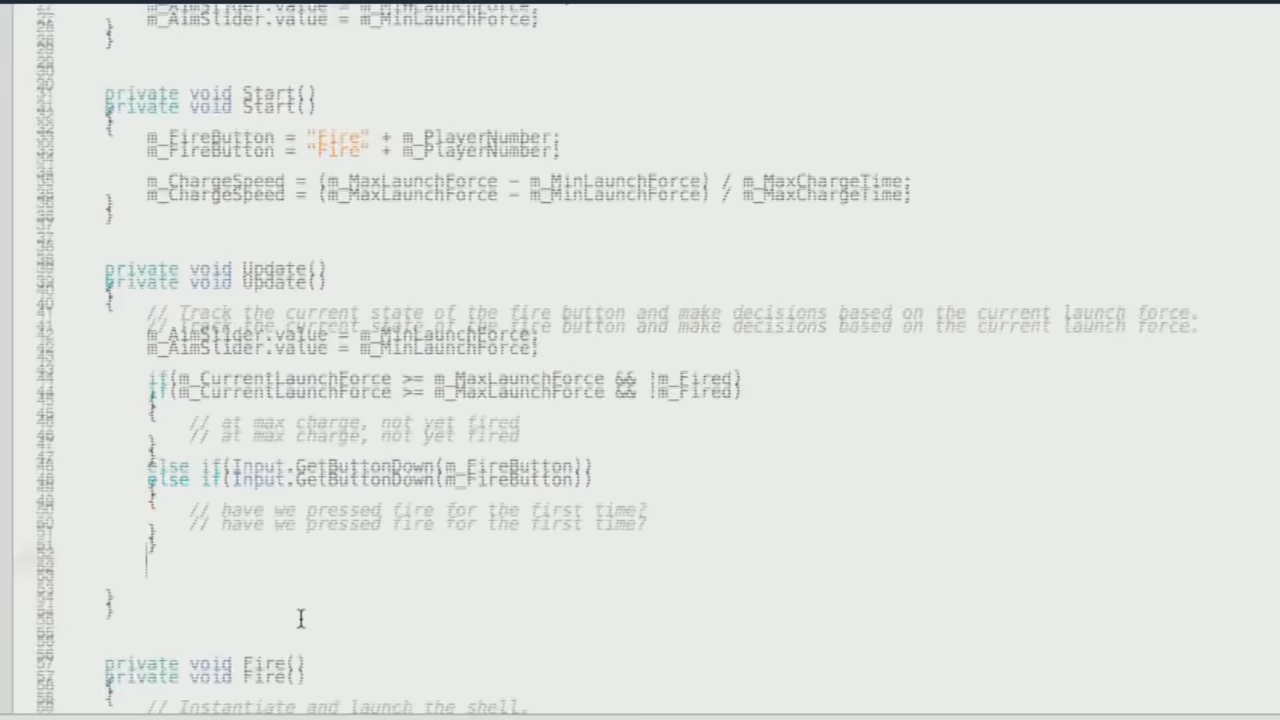 m_AimSlider.value = m_MinLaunchForce;
}
private void Start()
{
m_FireButton = "Fire" + m_PlayerNumber;
m_ChargeSpeed = (m_MaxLaunchForce - m_MinLaunchForce) / m_MaxChargeTime;
}
private void Update()
{
// Track the current state of the fire button and make decisions based on the current launch force.
m_AimSlider.value = m_MinLaunchForce;
if(m_CurrentLaunchForce >= m_MaxLaunchForce && !m_Fired)
{
// at max charge, not yet fired
}
else if(Input.GetButtonDown(m_FireButton))
{
// have we pressed fire for the first time?
}
}
private void Fire()
{
// Instantiate and launch the shell.